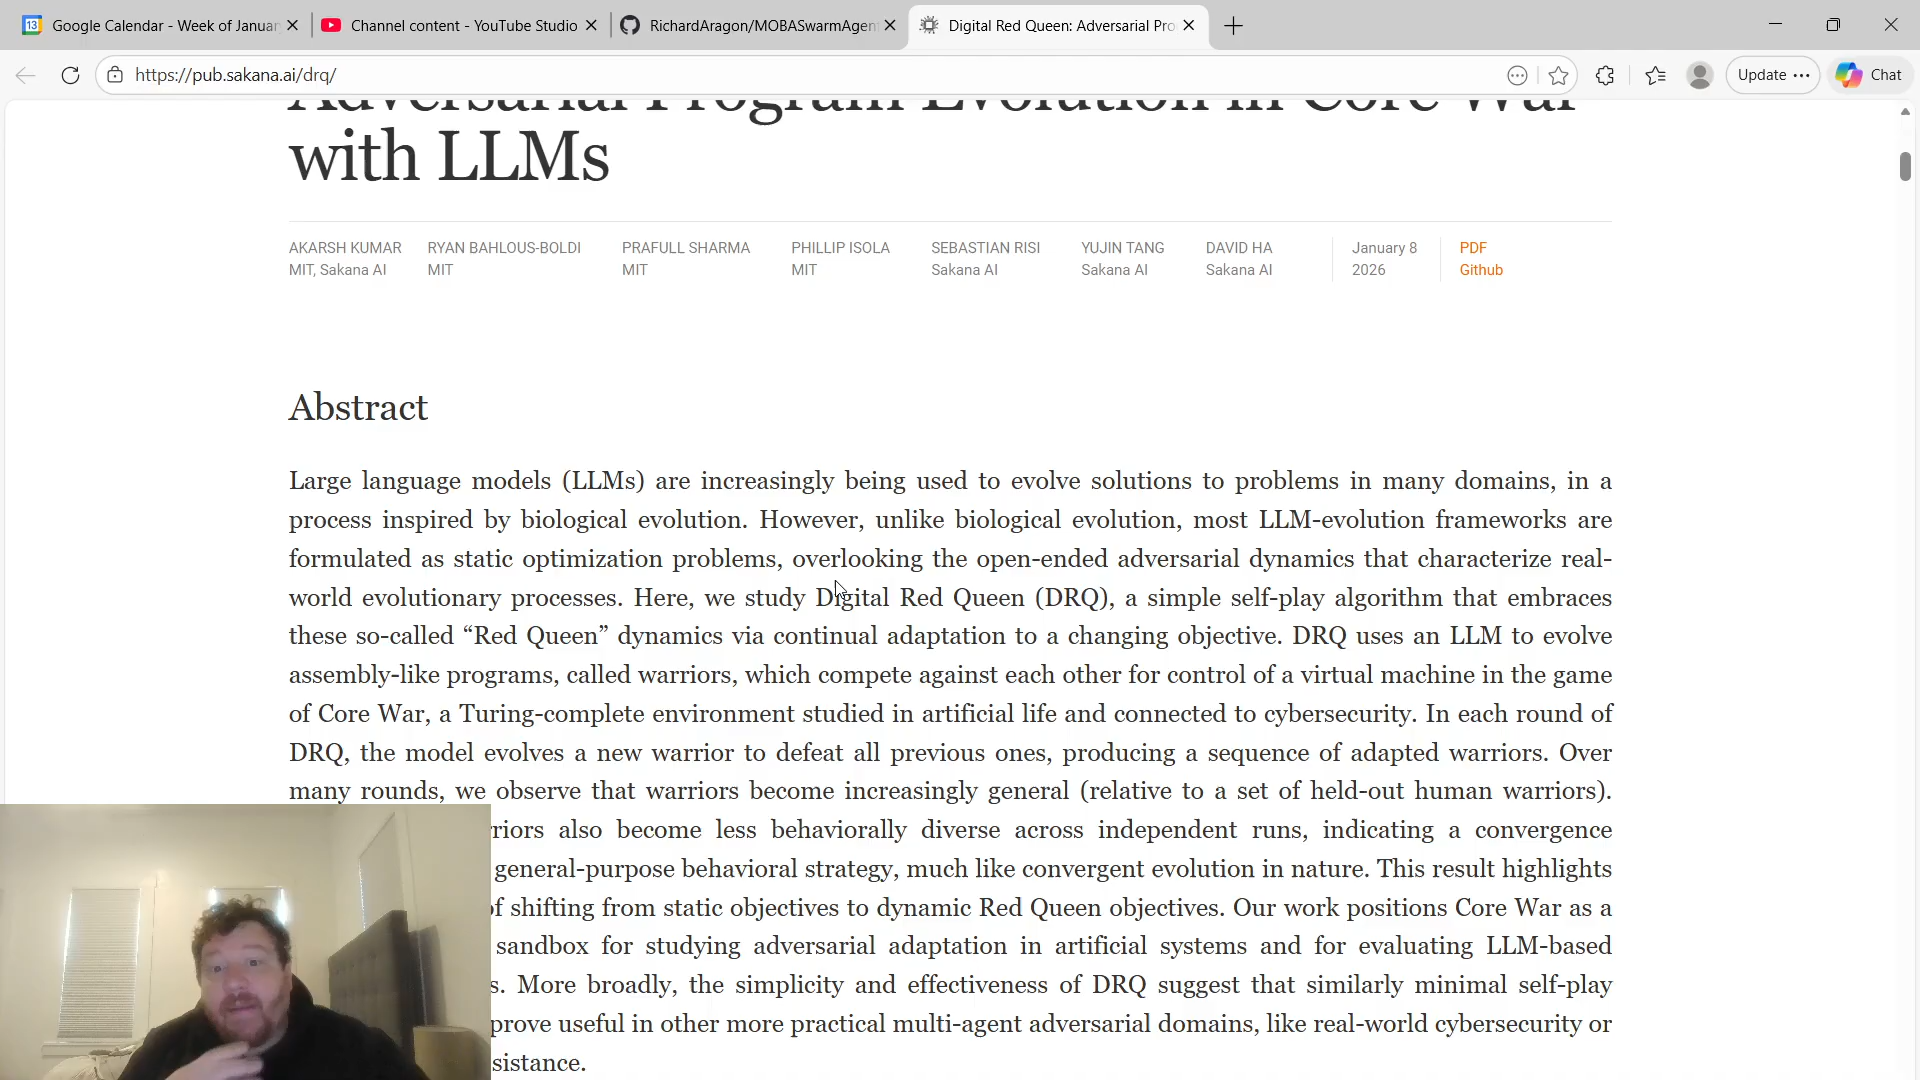 Google Calendar - Week of Januar
Channel content - YouTube Studio
RichardAragon/MOBASwarmAgen
Digital Red Queen: Adversarial Pro
https://pub.sakana.ai/drq/
Update
Chat
Adversarial Program Evolution in Core War
with LLMs
AKARSH KUMAR
MIT, Sakana AI
RYAN BAHLOUS-BOLDI
MIT
PRAFULL SHARMA
MIT
PHILLIP ISOLA
MIT
SEBASTIAN RISI
Sakana AI
YUJIN TANG
Sakana AI
DAVID HA
Sakana AI
January 8
2026
PDF
Github
Abstract
Large language models (LLMs) are increasingly being used to evolve solutions to problems in many domains, in a
process inspired by biological evolution. However, unlike biological evolution, most LLM-evolution frameworks are
formulated as static optimization problems, overlooking the open-ended adversarial dynamics that characterize real-
world evolutionary processes. Here, we study Digital Red Queen (DRQ), a simple self-play algorithm that embraces
these so-called “Red Queen” dynamics via continual adaptation to a changing objective. DRQ uses an LLM to evolve
assembly-like programs, called warriors, which compete against each other for control of a virtual machine in the game
of Core War, a Turing-complete environment studied in artificial life and connected to cybersecurity. In each round of
DRQ, the model evolves a new warrior to defeat all previous ones, producing a sequence of adapted warriors. Over
many rounds, we observe that warriors become increasingly general (relative to a set of held-out human warriors).
riors also become less behaviorally diverse across independent runs, indicating a convergence
general-purpose behavioral strategy, much like convergent evolution in nature. This result highlights
of shifting from static objectives to dynamic Red Queen objectives. Our work positions Core War as a
sandbox for studying adversarial adaptation in artificial systems and for evaluating LLM-based
s. More broadly, the simplicity and effectiveness of DRQ suggest that similarly minimal self-play
prove useful in other more practical multi-agent adversarial domains, like real-world cybersecurity or
sistance.